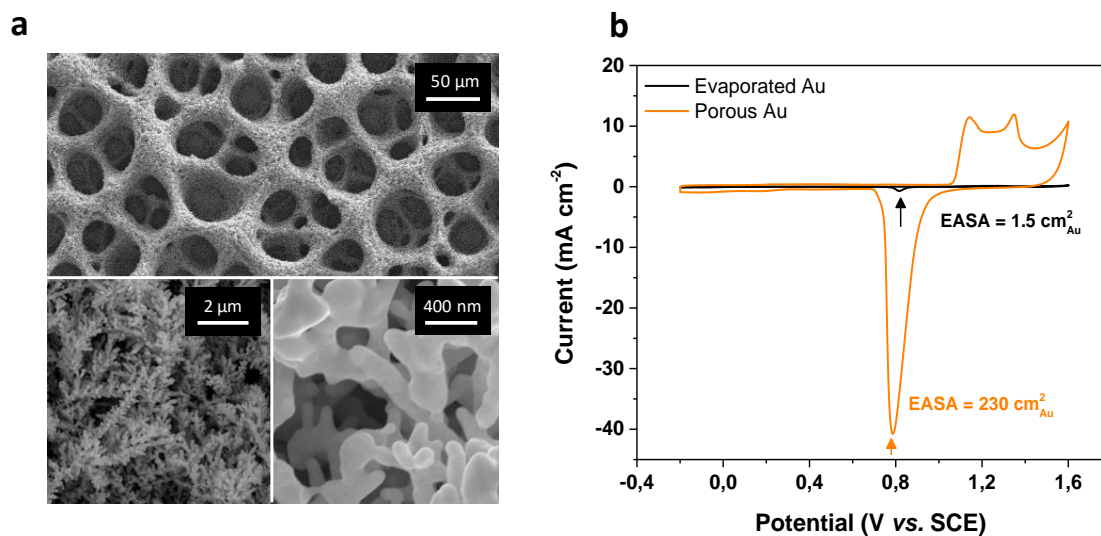 a
50 µm
2 µm
400 nm
b
Evaporated Au
Porous Au
20
10
0
-10
-20
-30
-40
-0,4
0,0
0,4
0,8
1,2
1,6
Current (mA cm⁻²)
Potential (V vs. SCE)
EASA = 1.5 cm²Au
EASA = 230 cm²Au